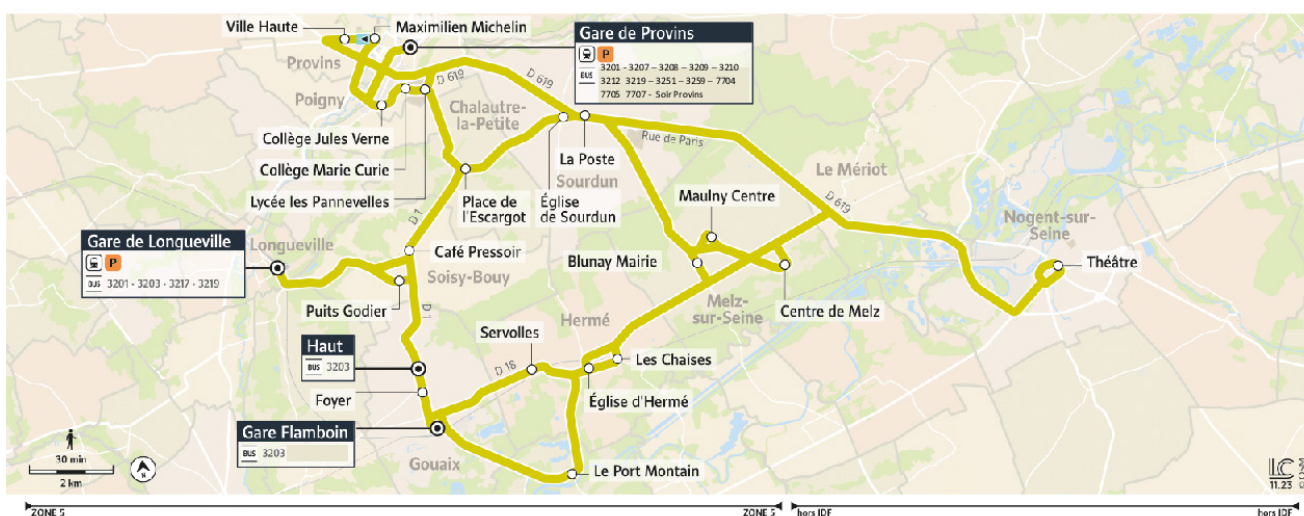 Ville Haute
Maximilien Michelin
Gare de Provins
P
BUS
3201 - 3207 – 3208 – 3209 – 3210
3212 3219 – 3251 – 3259 – 7704
7705 7707 - Soir Provins
Provins
D 619
D 619
Poigny
Chalautre-
la-Petite
Collège Jules Verne
Rue de Paris
La Poste
Le Mériot
Collège Marie Curie
Sourdun
Maulny Centre
D 619
Lycée les Pannevelles
Place de
l'Escargot
Église
de Sourdun
Nogent-sur-
Seine
D 1
Gare de Longueville
P
BUS 3201 - 3203 - 3217 - 3219
Longueville
Café Pressoir
Blunay Mairie
Théâtre
Soisy-Bouy
Puits Godier
D 1
Melz-
sur-Seine
Centre de Melz
Hermé
Servolles
Haut
BUS 3203
D 18
Les Chaises
Foyer
Église d'Hermé
Gare Flamboin
BUS 3203
Gouaix
Le Port Montain
30 min
2 km
N
LC
11.23
ZONE 5
ZONE 5
hors IDF
hors IDF